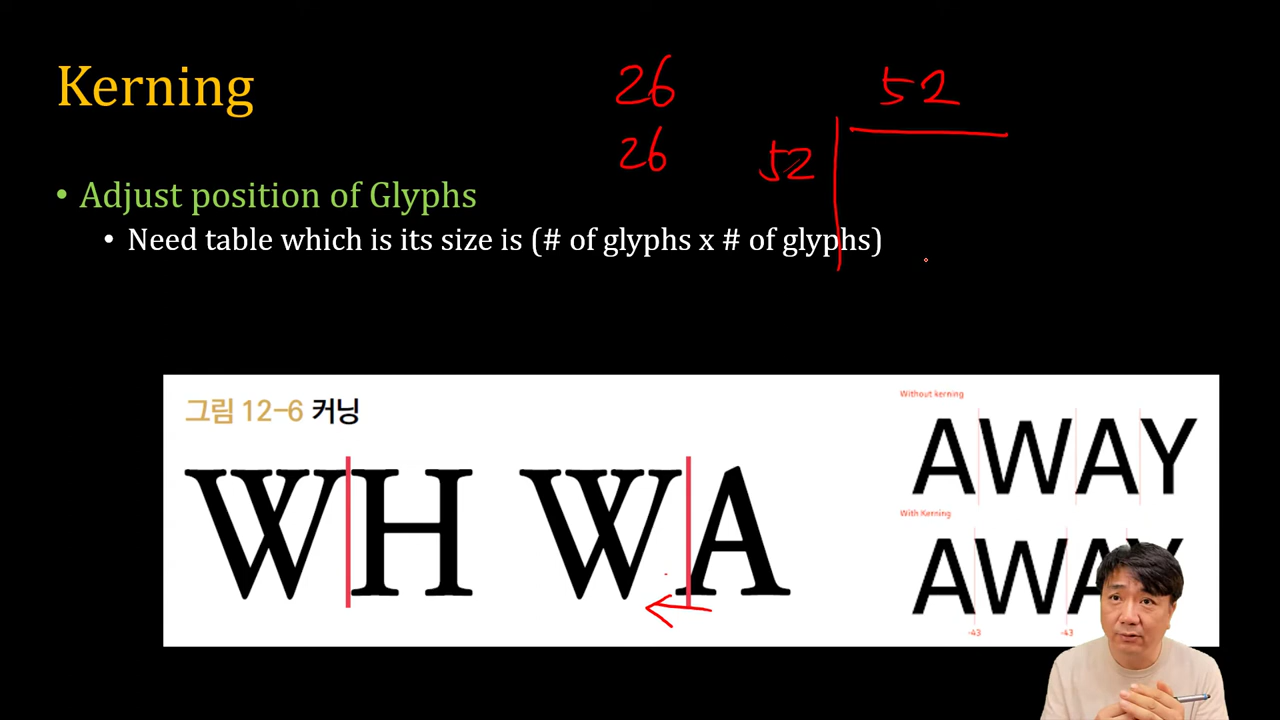 Kerning
26
52
26
52
• Adjust position of Glyphs
• Need table which is its size is (# of glyphs x # of glyphs)
그림 12-6 커닝
WH WA
Without kerning
AWAY
With Kerning
AWAY
-43
-43